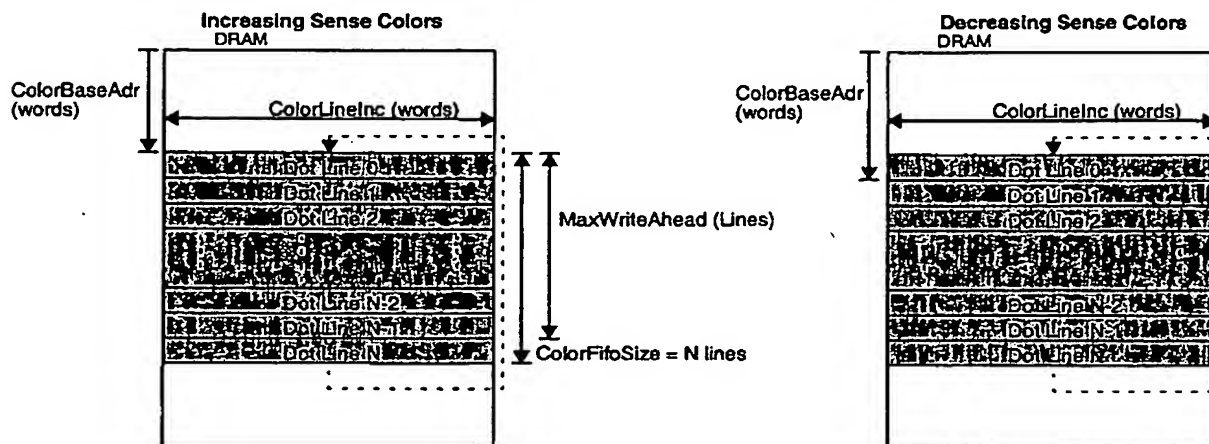 Increasing Sense Colors
DRAM
ColorBaseAdr
(words)
ColorLineInc (words)
Dot Line 0
Dot Line 1
Dot Line 2
Dot Line N-2
Dot Line N-1
Dot Line N
MaxWriteAhead (Lines)
ColorFifoSize = N lines
Decreasing Sense Colors
DRAM
ColorBaseAdr
(words)
ColorLineInc (words)
Dot Line 0
Dot Line 1
Dot Line 2
Dot Line N-2
Dot Line
Dot Line